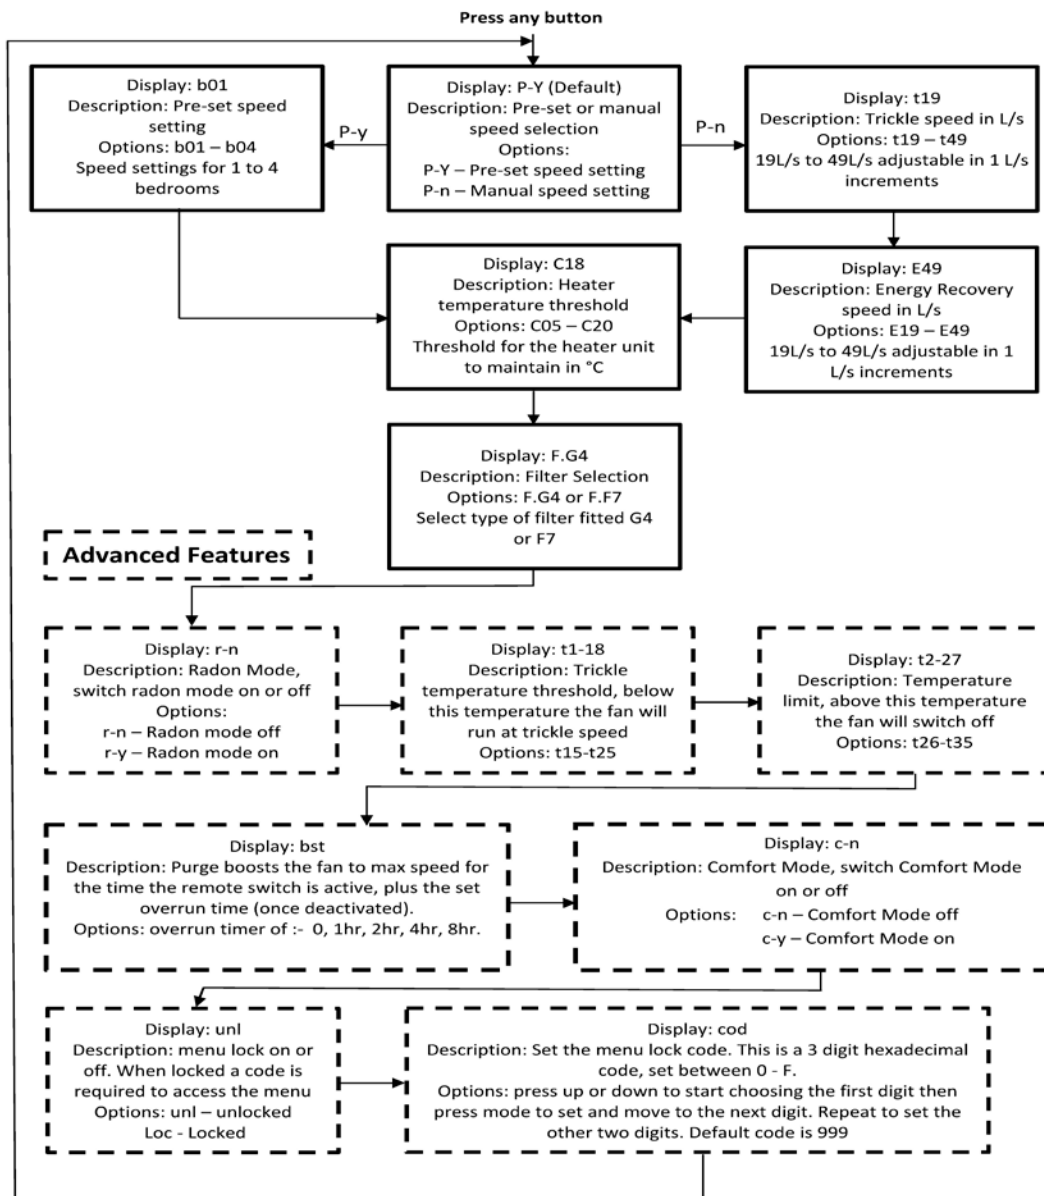 Press any button
Display: b01
Description: Pre-set speed
setting
Options: b01 – b04
Speed settings for 1 to 4
bedrooms
P-y
Display: P-Y (Default)
Description: Pre-set or manual
speed selection
Options:
P-Y – Pre-set speed setting
P-n – Manual speed setting
P-n
Display: t19
Description: Trickle speed in L/s
Options: t19 – t49
19L/s to 49L/s adjustable in 1 L/s
increments
Display: C18
Description: Heater
temperature threshold
Options: C05 – C20
Threshold for the heater unit
to maintain in °C
Display: E49
Description: Energy Recovery
speed in L/s
Options: E19 – E49
19L/s to 49L/s adjustable in 1
L/s increments
Display: F.G4
Description: Filter Selection
Options: F.G4 or F.F7
Select type of filter fitted G4
or F7
Advanced Features
Display: r-n
Description: Radon Mode,
switch radon mode on or off
Options:
r-n – Radon mode off
r-y – Radon mode on
Display: t1-18
Description: Trickle
temperature threshold, below
this temperature the fan will
run at trickle speed
Options: t15-t25
Display: t2-27
Description: Temperature
limit, above this temperature
the fan will switch off
Options: t26-t35
Display: bst
Description: Purge boosts the fan to max speed for
the time the remote switch is active, plus the set
overrun time (once deactivated).
Options: overrun timer of :- 0, 1hr, 2hr, 4hr, 8hr.
Display: c-n
Description: Comfort Mode, switch Comfort Mode
on or off
Options: c-n – Comfort Mode off
c-y – Comfort Mode on
Display: unl
Description: menu lock on or
off. When locked a code is
required to access the menu
Options: unl – unlocked
Loc - Locked
Display: cod
Description: Set the menu lock code. This is a 3 digit hexadecimal
code, set between 0 - F.
Options: press up or down to start choosing the first digit then
press mode to set and move to the next digit. Repeat to set the
other two digits. Default code is 999